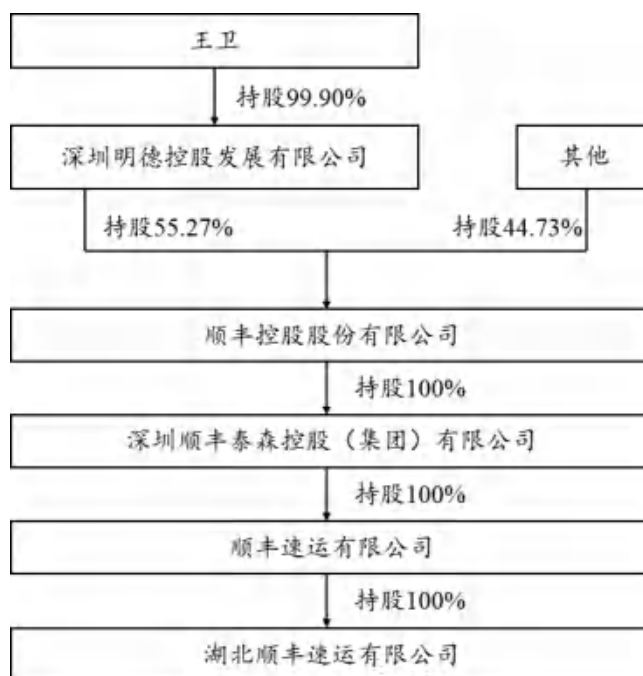 王卫
持股99.90%
深圳明德控股发展有限公司
其他
持股55.27%
持股44.73%
顺丰控股股份有限公司
持股100%
深圳顺丰泰森控股（集团）有限公司
持股100%
顺丰速运有限公司
持股100%
湖北顺丰速运有限公司